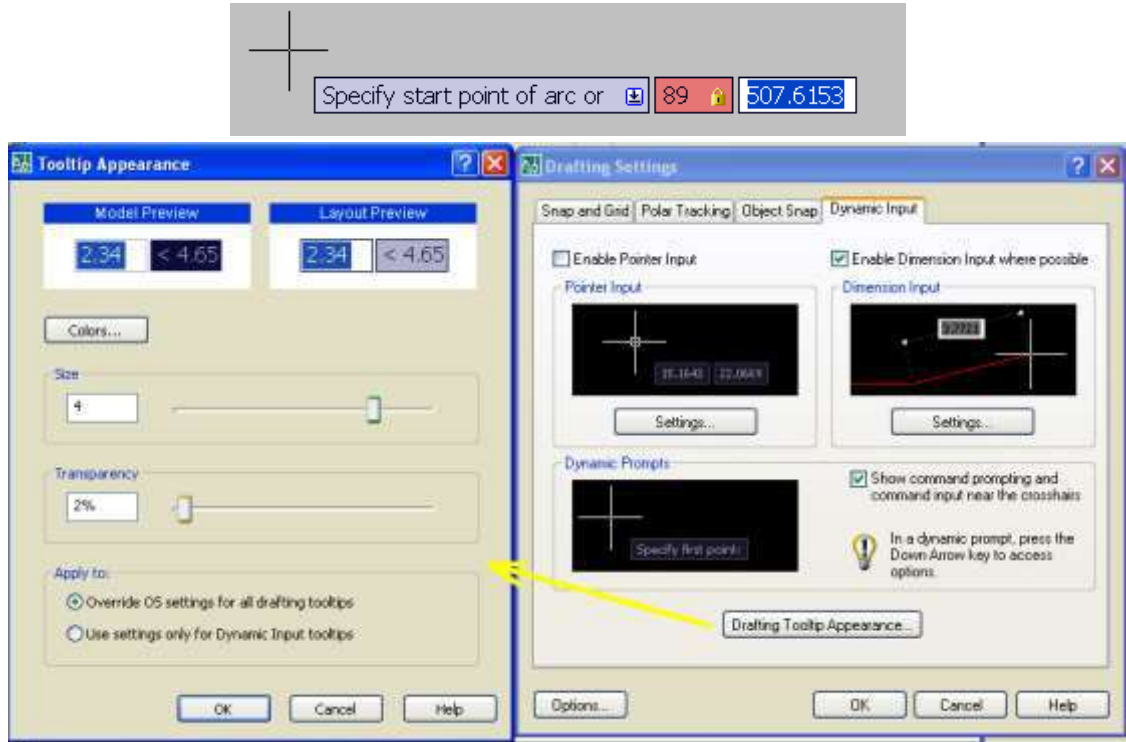 Specify start point of arc or 89 507.6153
Tooltip Appearance
Model Preview Layout Preview
2.34 < 4.65 2.34 < 4.65
Colors...
Size
4
Transparency
2%
Apply to:
Override OS settings for all drafting tooltips
Use settings only for Dynamic Input tooltips
OK Cancel Help
Drafting Settings
Snap and Grid Polar Tracking Object Snap Dynamic Input
Enable Pointer Input Enable Dimension Input where possible
Pointer Input Dimension Input
Settings... Settings...
Dynamic Prompts
Show command prompting and
command input near the crosshairs
Specify first point:
In a dynamic prompt, press the
Down Arrow key to access
options.
Drafting Tooltip Appearance...
Options... OK Cancel Help